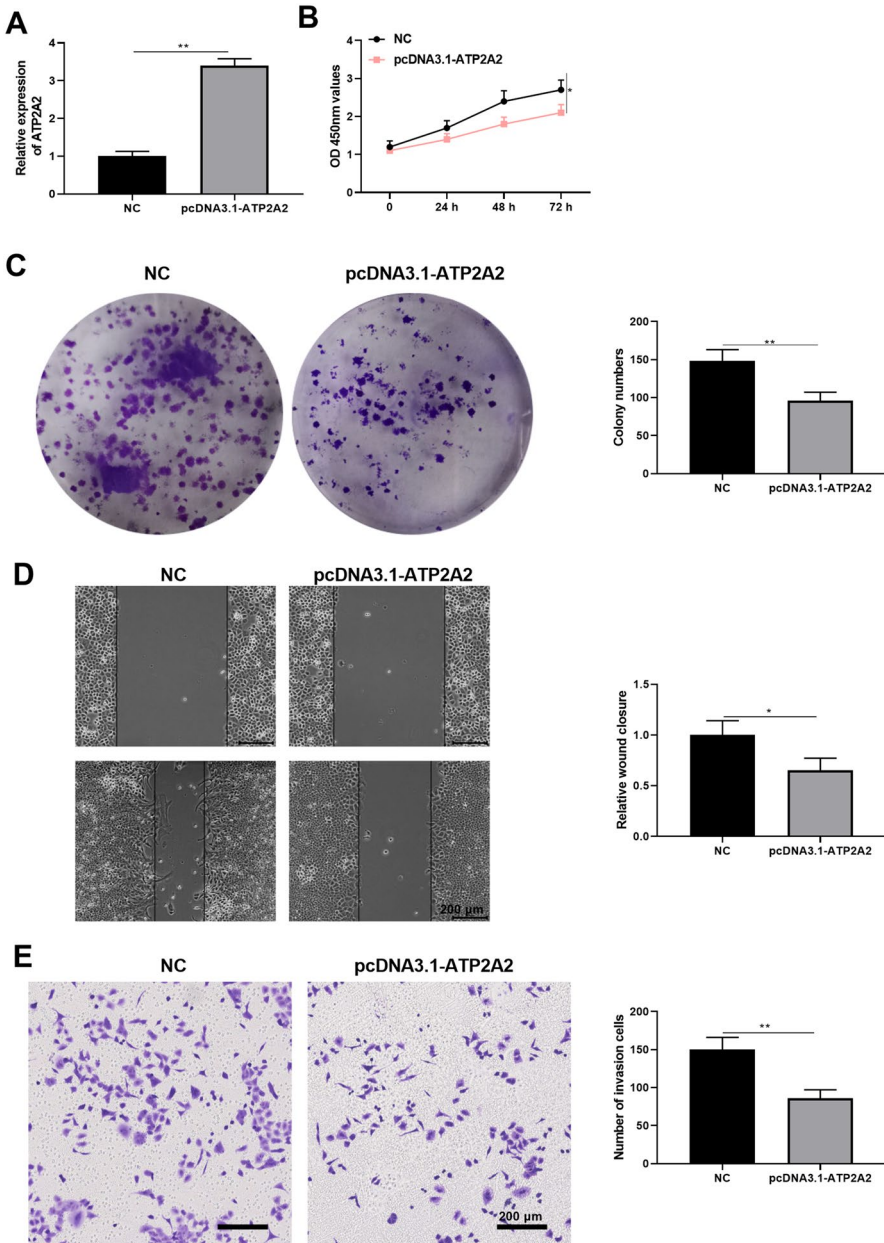 A
Relative expression
of ATP2A2
4
3
2
1
0
**
NC
pcDNA3.1-ATP2A2
B
NC
pcDNA3.1-ATP2A2
OD 450nm values
4
3
2
1
*
0
24 h
48 h
72 h
C
NC
pcDNA3.1-ATP2A2
Colony numbers
200
150
100
50
0
**
NC
pcDNA3.1-ATP2A2
D
NC
pcDNA3.1-ATP2A2
200 μm
Relative wound closure
1.5
1.0
0.5
0.0
*
NC
pcDNA3.1-ATP2A2
E
NC
pcDNA3.1-ATP2A2
200 μm
Number of invasion cells
200
150
100
50
0
**
NC
pcDNA3.1-ATP2A2